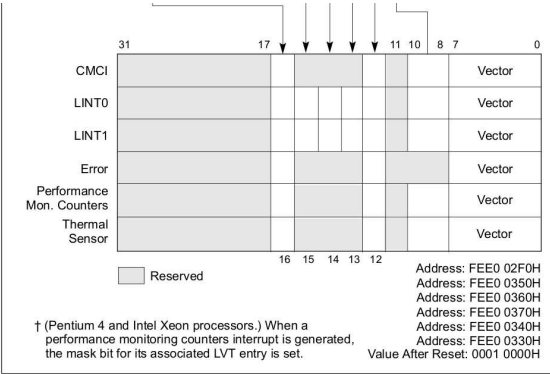 31 17 11 10 8 7 0
CMCI Vector
LINT0 Vector
LINT1 Vector
Error Vector
Performance
Mon. Counters Vector
Thermal
Sensor Vector
16 15 14 13 12
Reserved
Address: FEE0 02F0H
Address: FEE0 0350H
Address: FEE0 0360H
Address: FEE0 0370H
Address: FEE0 0340H
Address: FEE0 0330H
Value After Reset: 0001 0000H
† (Pentium 4 and Intel Xeon processors.) When a
performance monitoring counters interrupt is generated,
the mask bit for its associated LVT entry is set.